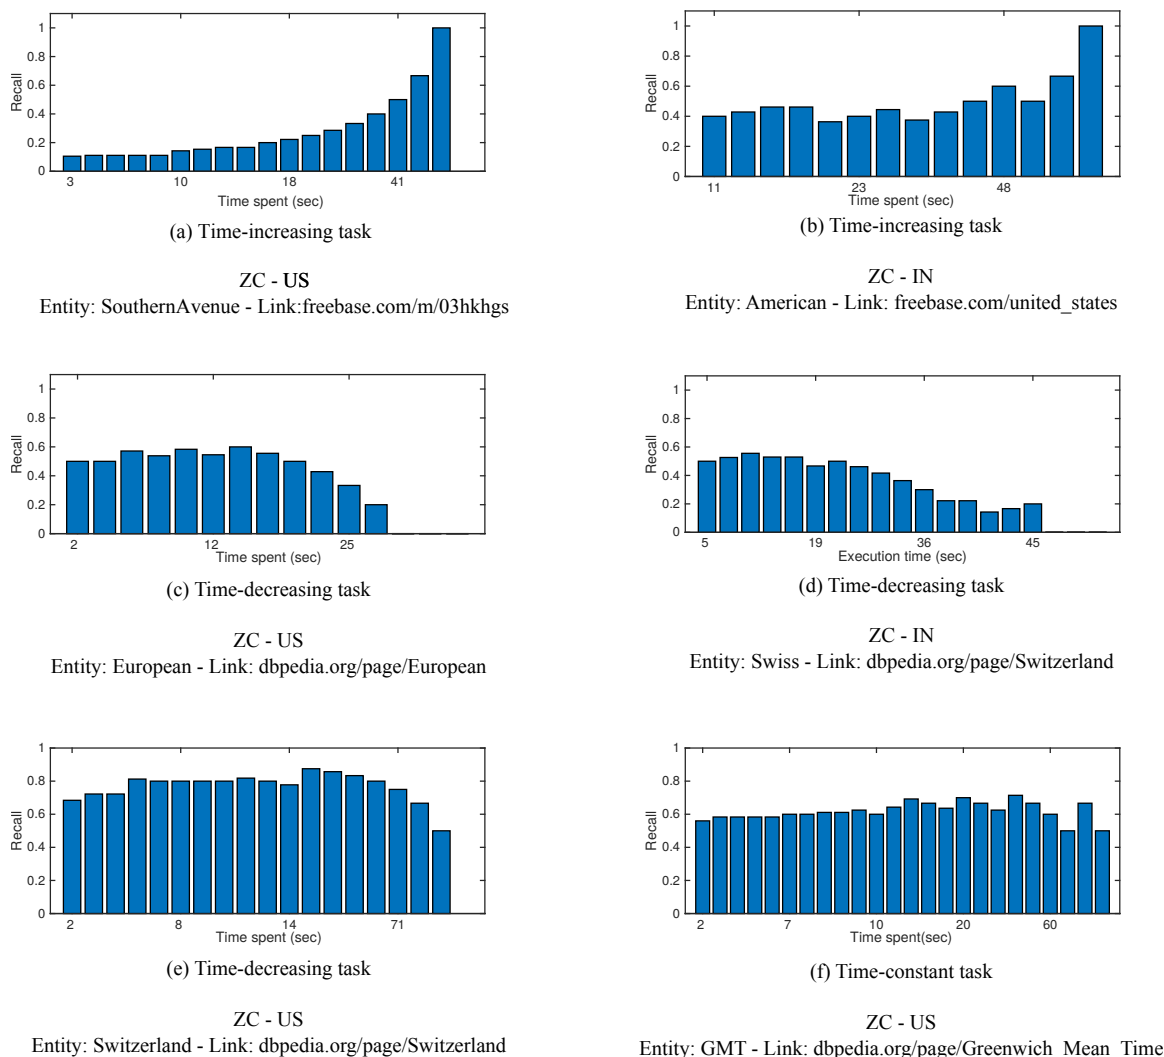 1
0.8
0.6
0.4
0.2
0
Recall
3 10 18 41
Time spent (sec)
(a) Time-increasing task
ZC - US
Entity: SouthernAvenue - Link:freebase.com/m/03hkhgs
1
0.8
0.6
0.4
0.2
0
Recall
11 23 48
Time spent (sec)
(b) Time-increasing task
ZC - IN
Entity: American - Link: freebase.com/united_states
1
0.8
0.6
0.4
0.2
0
Recall
2 12 25
Time spent (sec)
(c) Time-decreasing task
ZC - US
Entity: European - Link: dbpedia.org/page/European
1
0.8
0.6
0.4
0.2
0
Recall
5 19 36 45
Execution time (sec)
(d) Time-decreasing task
ZC - IN
Entity: Swiss - Link: dbpedia.org/page/Switzerland
1
0.8
0.6
0.4
0.2
0
Recall
2 8 14 71
Time spent (sec)
(e) Time-decreasing task
ZC - US
Entity: Switzerland - Link: dbpedia.org/page/Switzerland
1
0.8
0.6
0.4
0.2
0
Recall
2 7 10 20 60
Time spent(sec)
(f) Time-constant task
ZC - US
Entity: GMT - Link: dbpedia.org/page/Greenwich_Mean_Time